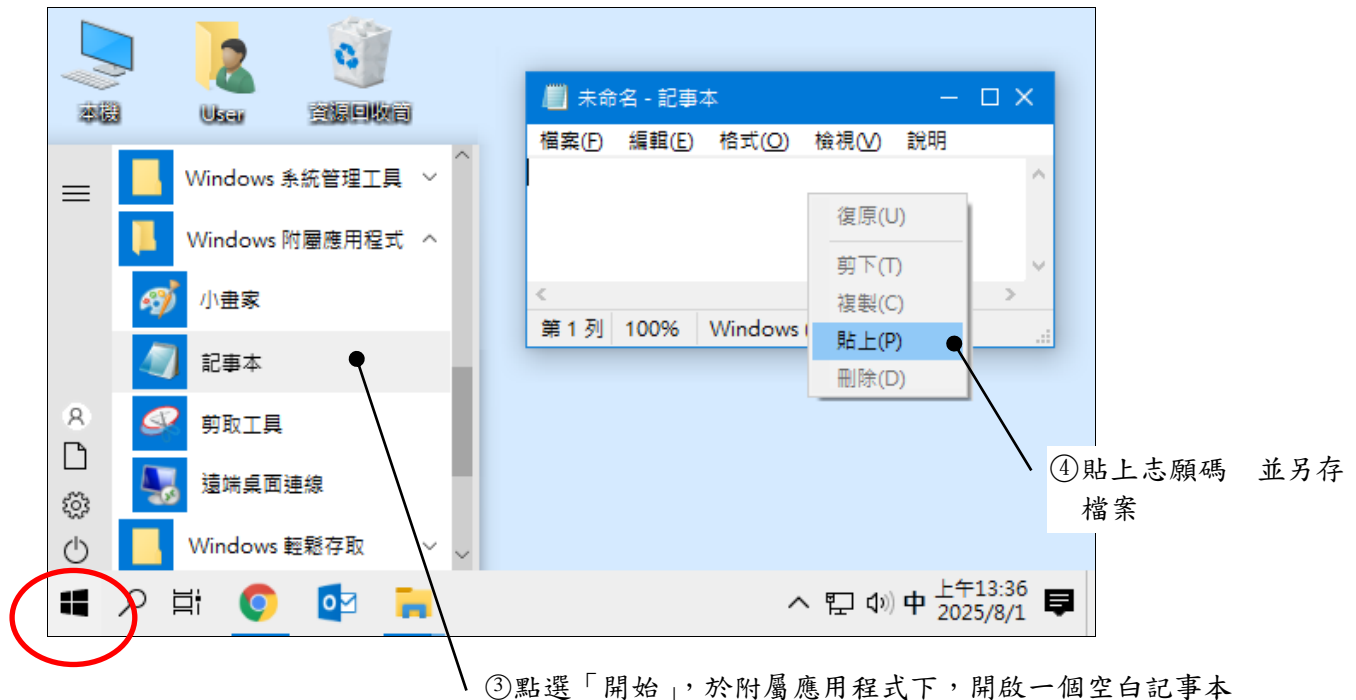 本機
User
資源回收筒
未命名 - 記事本
檔案(F) 編輯(E) 格式(O) 檢視(V) 說明
Windows 系統管理工具
Windows 附屬應用程式
小畫家
記事本
剪取工具
遠端桌面連線
Windows 輕鬆存取
復原(U)
剪下(T)
複製(C)
貼上(P)
刪除(D)
第 1 列 100% Windows
④貼上志願碼 並另存
檔案
中
上午13:36
2025/8/1
③點選「開始」，於附屬應用程式下，開啟一個空白記事本